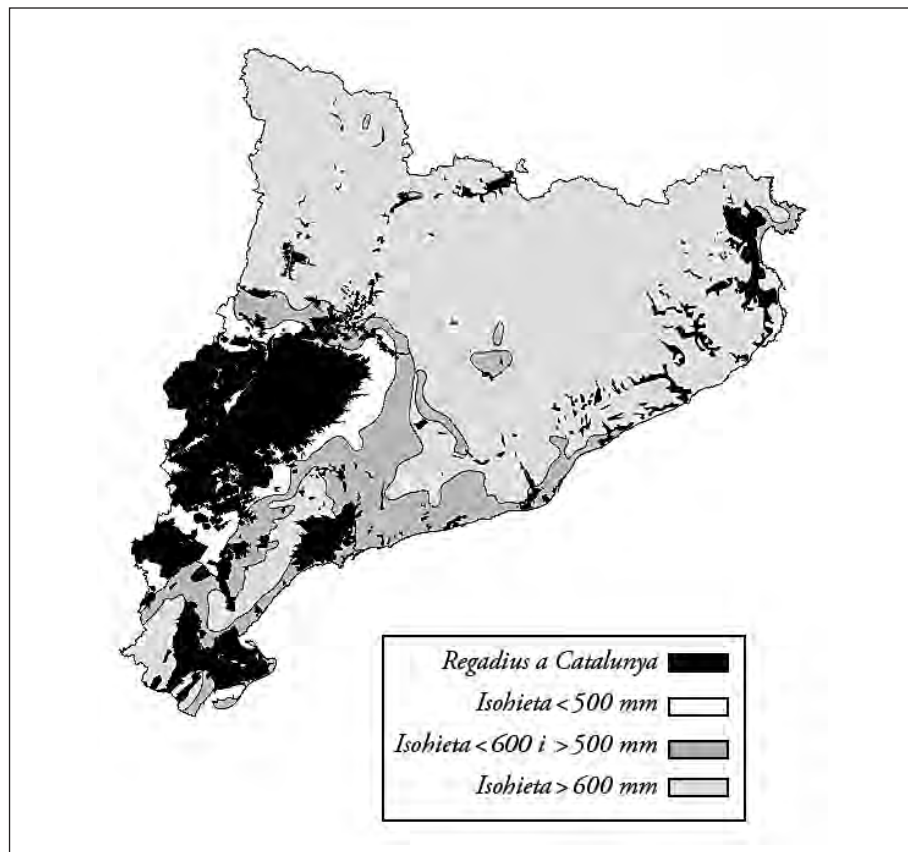 Regadius a Catalunya
Isohieta < 500 mm
Isohieta < 600 i > 500 mm
Isohieta > 600 mm